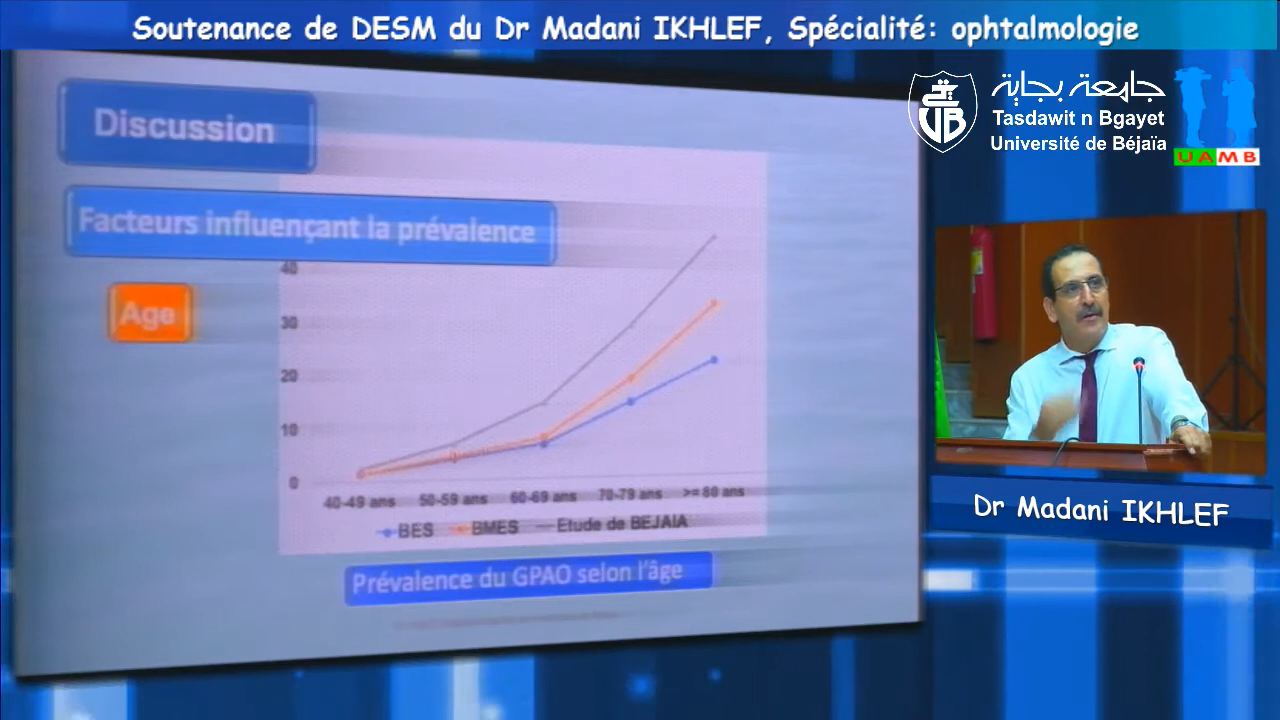 Soutenance de DESM du Dr Madani IKHLEF, Spécialité: ophtalmologie
جامعة بجاية
Tasdawit n Bgayet
Université de Béjaïa
UAMB
Discussion
Facteurs influençant la prévalence
Age
40
30
20
10
0
40-49 ans 50-59 ans 60-69 ans 70-79 ans >= 80 ans
BES BMES Etude de BEJAIA
Prévalence du GPAO selon l'âge
Dr Madani IKHLEF